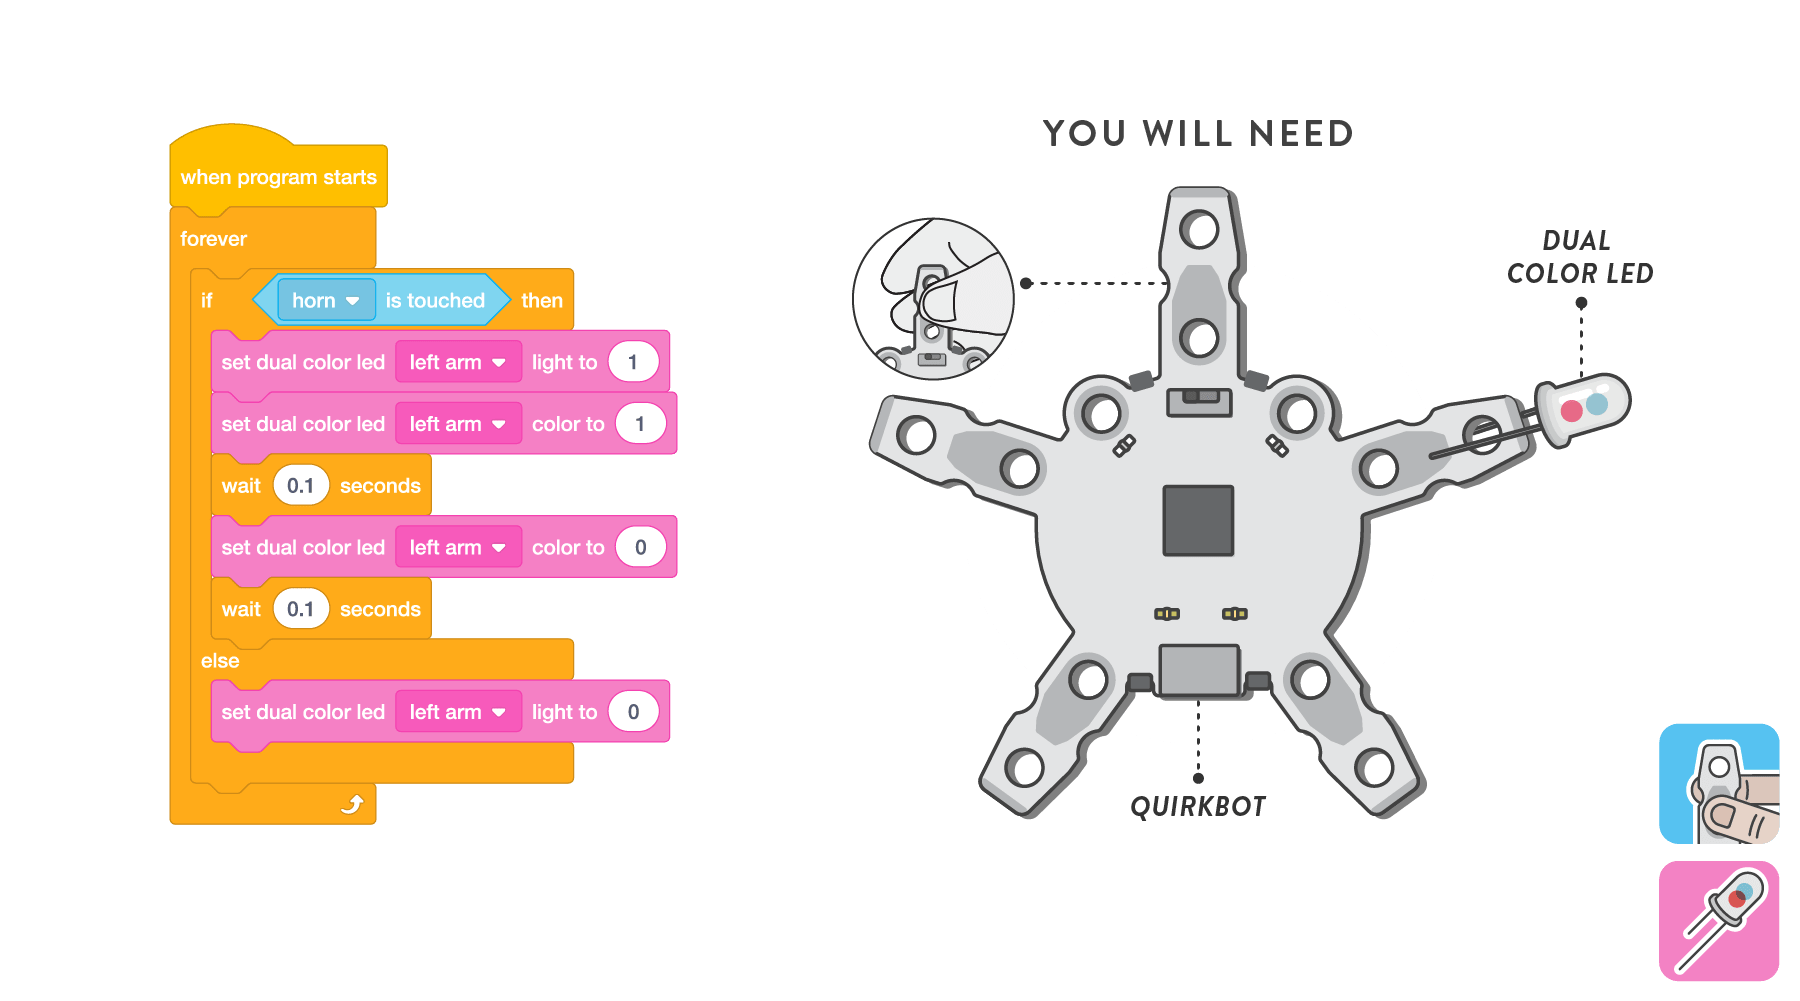 when program starts
forever
if horn is touched then
set dual color led left arm light to 1
set dual color led left arm color to 1
wait 0.1 seconds
set dual color led left arm color to 0
wait 0.1 seconds
else
set dual color led left arm light to 0
YOU WILL NEED
DUAL
COLOR LED
QUIRKBOT